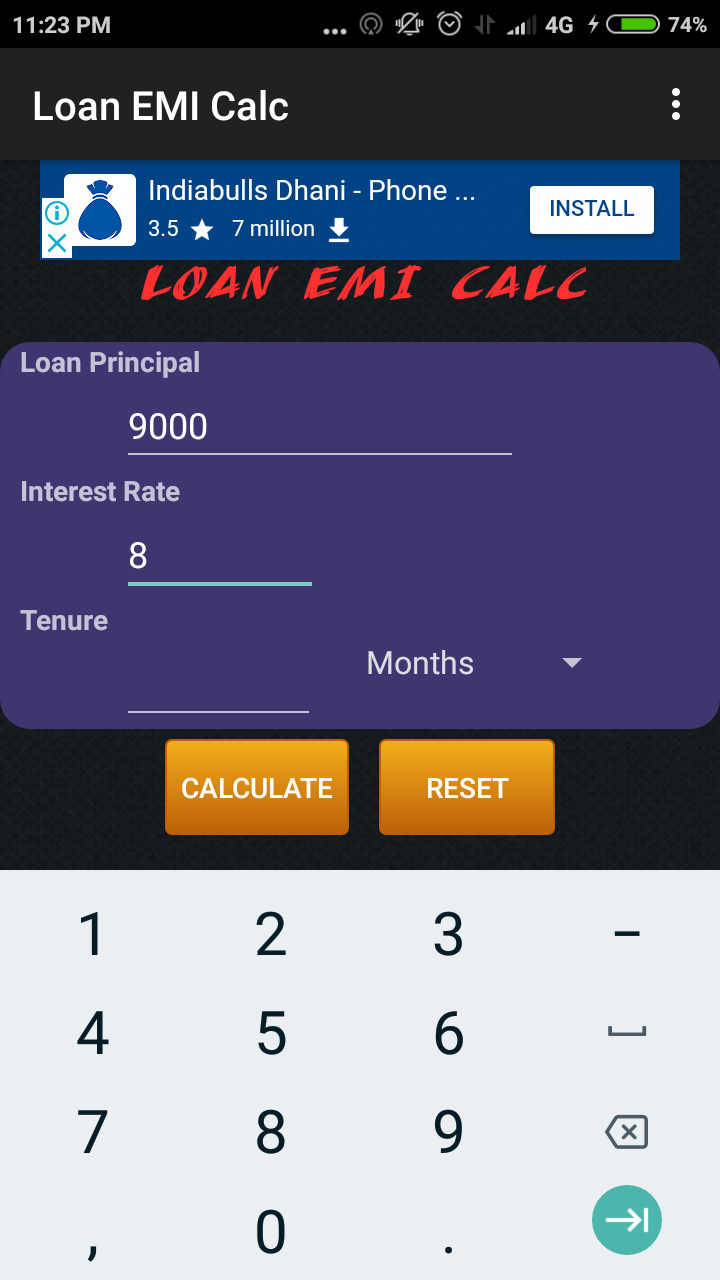 11:23 PM ... 4G 74%
Loan EMI Calc
Indiabulls Dhani - Phone ...
3.5 ★ 7 million
INSTALL
LOAN EMI CALC
Loan Principal
9000
Interest Rate
8
Tenure
Months
CALCULATE RESET
1 2 3 –
4 5 6
7 8 9
, 0 .